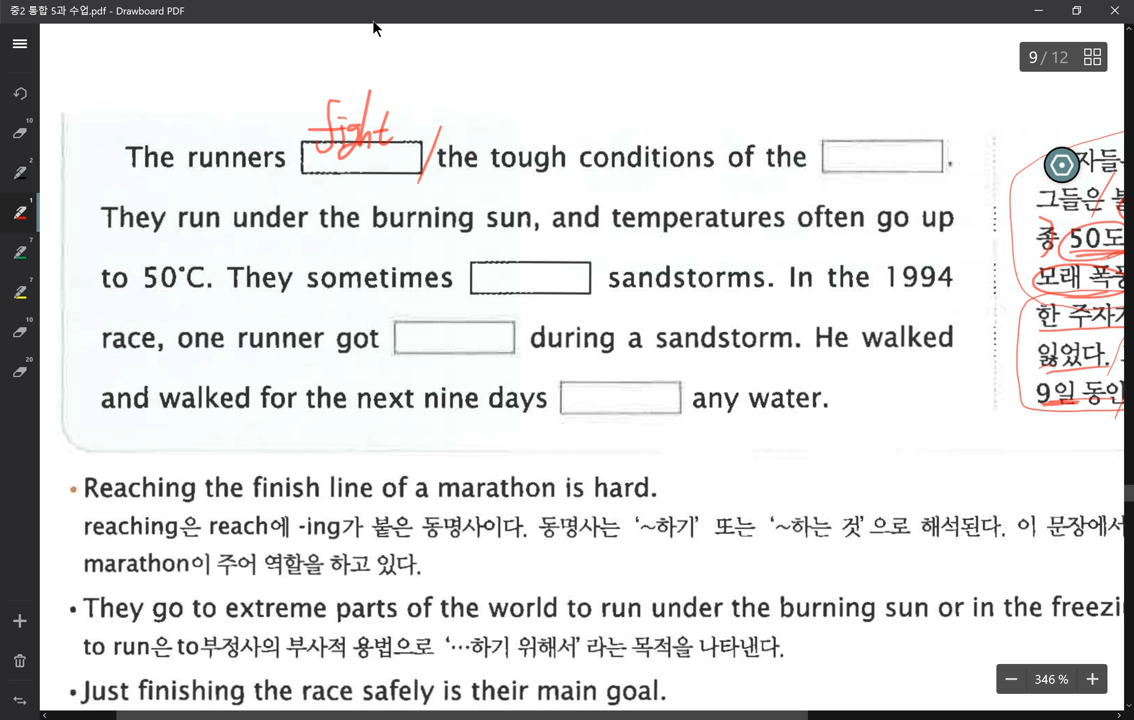 중2 통합 5과 수업.pdf - Drawboard PDF
9 / 12
fight
The runners the tough conditions of the .
They run under the burning sun, and temperatures often go up
to 50°C. They sometimes sandstorms. In the 1994
race, one runner got during a sandstorm. He walked
and walked for the next nine days any water.
자들
그들은
50도
모래 폭풍
한 주자가
잃었다.
9일 동안
• Reaching the finish line of a marathon is hard.
reaching은 reach에 -ing가 붙은 동명사이다. 동명사는 ‘~하기’ 또는 ‘~하는 것’으로 해석된다. 이 문장에서
marathon이 주어 역할을 하고 있다.
• They go to extreme parts of the world to run under the burning sun or in the freezi
to run은 to부정사의 부사적 용법으로 ‘…하기 위해서’ 라는 목적을 나타낸다.
• Just finishing the race safely is their main goal.
346 %
10
2
1
7
7
10
20